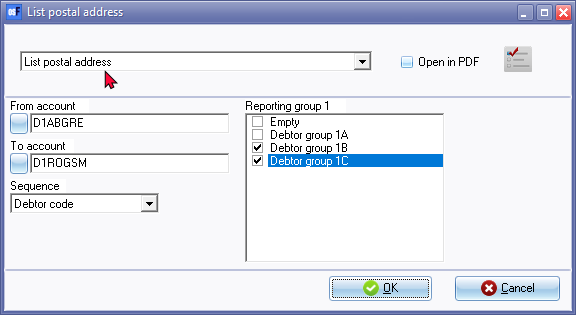 List postal address
List postal address
Open in PDF
From account
D1ABGRE
To account
D1ROGSM
Sequence
Debtor code
Reporting group 1
Empty
Debtor group 1A
Debtor group 1B
Debtor group 1C
OK
Cancel